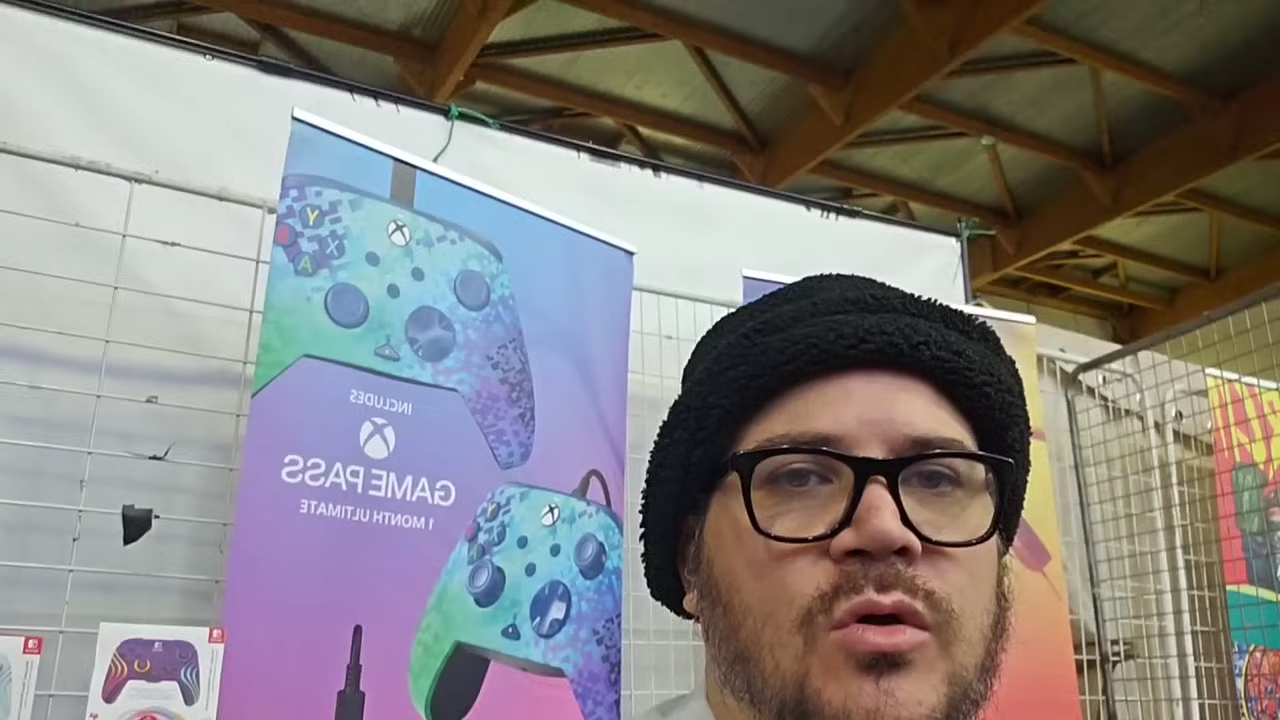 Y
X
A
INCLUDES
GAME PASS
1 MONTH ULTIMATE